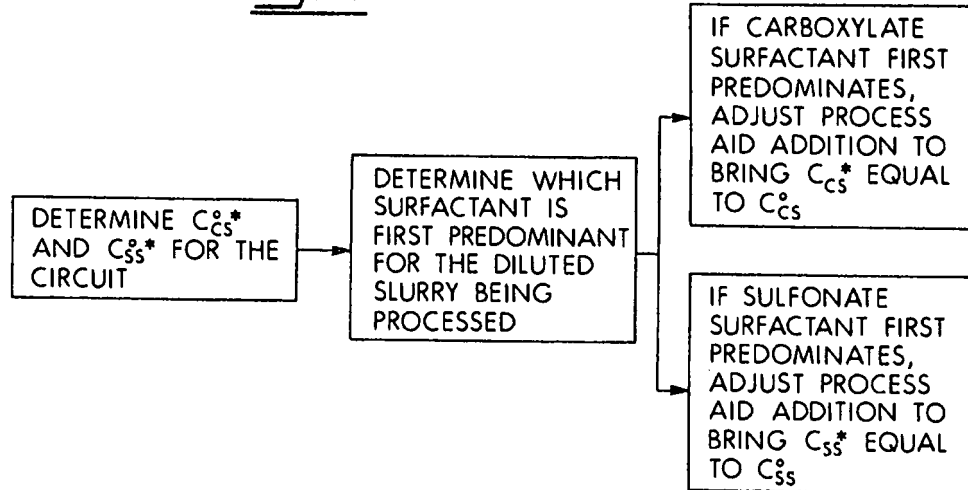 DETERMINE C°CS*
AND C°SS* FOR THE
CIRCUIT
DETERMINE WHICH
SURFACTANT IS
FIRST PREDOMINANT
FOR THE DILUTED
SLURRY BEING
PROCESSED
IF CARBOXYLATE
SURFACTANT FIRST
PREDOMINATES,
ADJUST PROCESS
AID ADDITION TO
BRING CCS* EQUAL
TO C°CS
IF SULFONATE
SURFACTANT FIRST
PREDOMINATES,
ADJUST PROCESS
AID ADDITION TO
BRING CSS* EQUAL
TO C°SS